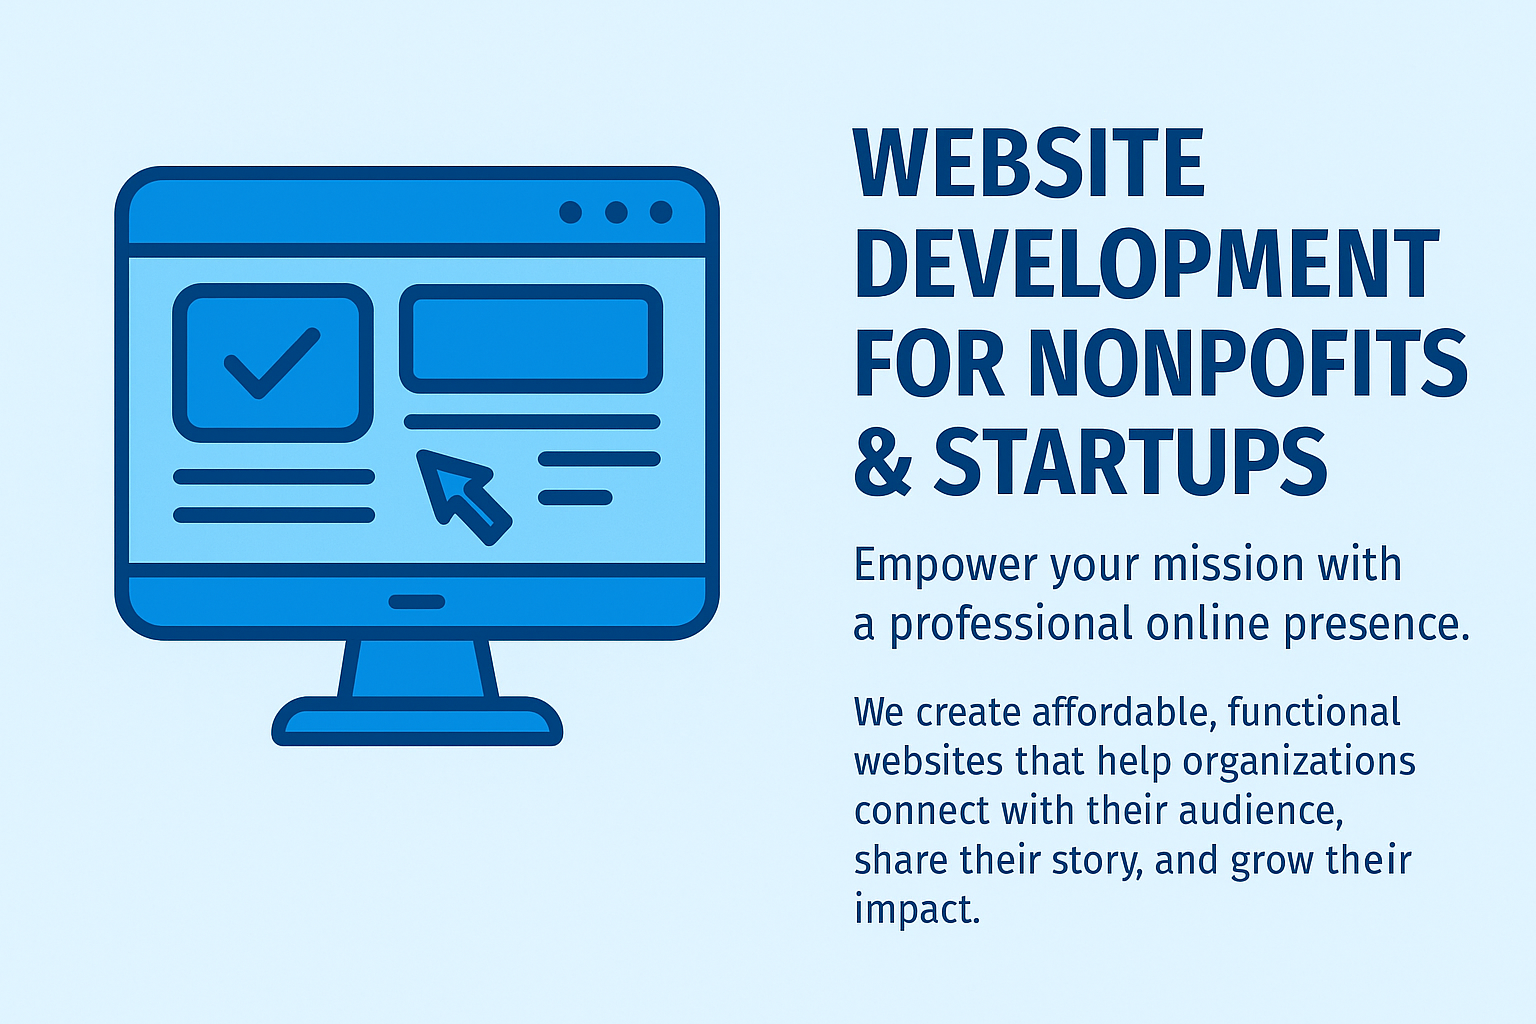 WEBSITE
DEVELOPMENT
FOR NONPOFITS
& STARTUPS
Empower your mission with
a professional online presence.
We create affordable, functional
websites that help organizations
connect with their audience,
share their story, and grow their
impact.